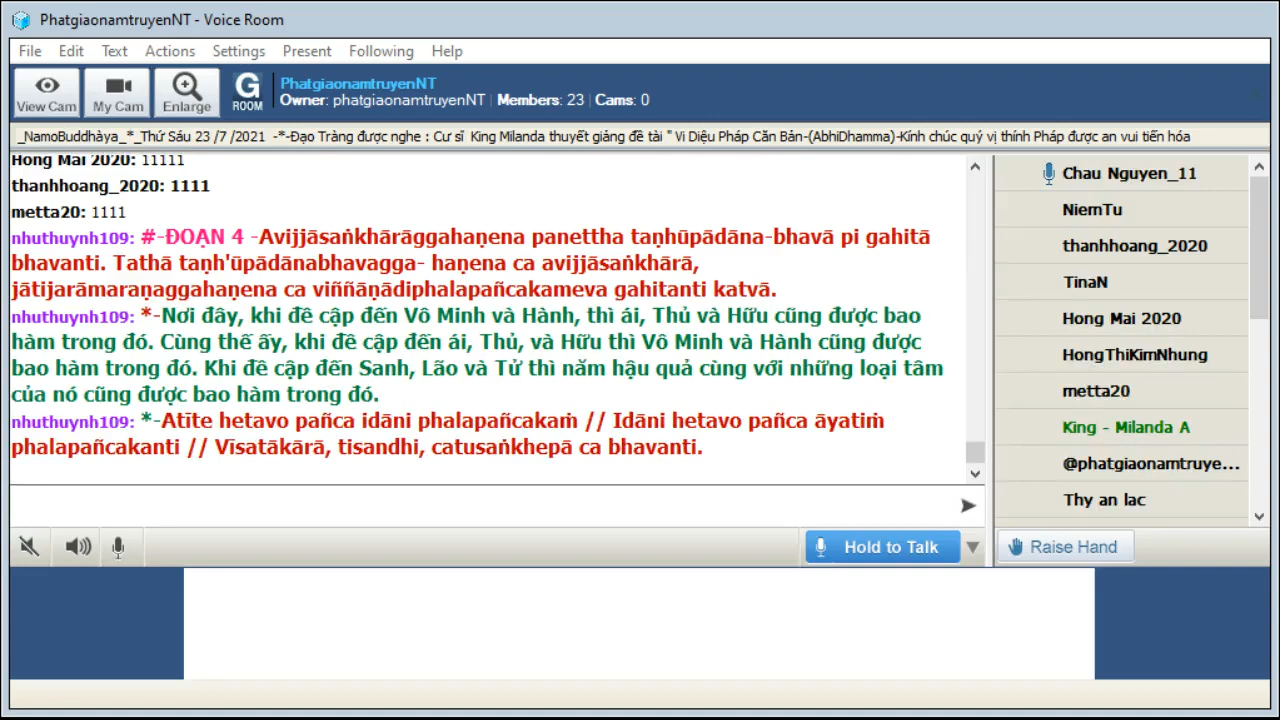 PhatgiaonamtruyenNT - Voice Room
File Edit Text Actions Settings Present Following Help
View Cam My Cam Enlarge G ROOM
PhatgiaonamtruyenNT
Owner: phatgiaonamtruyenNT | Members: 23 | Cams: 0
_NamoBuddhàya_*_Thứ Sáu 23 /7 /2021 -*-Đạo Tràng được nghe : Cư sĩ King Milanda thuyết giảng đề tài " Vi Diệu Pháp Căn Bản-(AbhiDhamma)-Kính chúc quý vị thính Pháp được an vui tiến hóa
Hong Mai 2020: 11111
thanhhoang_2020: 1111
metta20: 1111
nhuthuynh109: #-ĐOẠN 4 -Avijjāsaṅkhārāggahaṇena panettha taṇhūpādāna-bhavā pi gahitā
bhavanti. Tathā taṇh'ūpādānabhavagga- haṇena ca avijjāsaṅkhārā,
jātijarāmaraṇaggahaṇena ca viññāṇādiphalapañcakameva gahitanti katvā.
nhuthuynh109: *-Nơi đây, khi đề cập đến Vô Minh và Hành, thì ái, Thủ và Hữu cũng được bao
hàm trong đó. Cùng thế ấy, khi đề cập đến ái, Thủ, và Hữu thì Vô Minh và Hành cũng được
bao hàm trong đó. Khi đề cập đến Sanh, Lão và Tử thì năm hậu quả cùng với những loại tâm
của nó cũng được bao hàm trong đó.
nhuthuynh109: *-Atīte hetavo pañca idāni phalapañcakaṁ // Idāni hetavo pañca āyatiṁ
phalapañcakanti // Vīsatākārā, tisandhi, catusaṅkhepā ca bhavanti.
Chau Nguyen_11
NiemTu
thanhhoang_2020
TinaN
Hong Mai 2020
HongThiKimNhung
metta20
King - Milanda A
@phatgiaonamtruye...
Thy an lac
Hold to Talk
Raise Hand